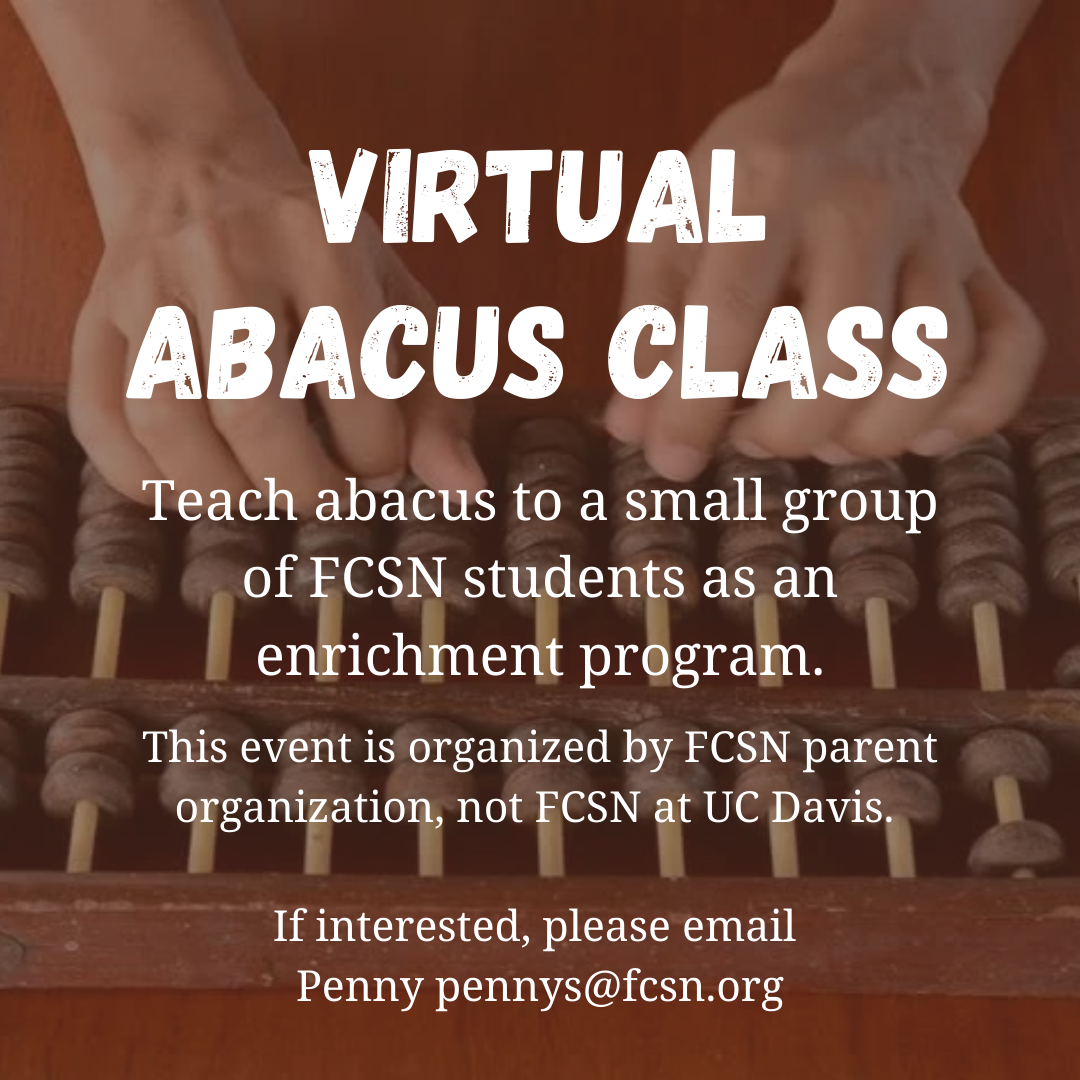 VIRTUAL
ABACUS CLASS
Teach abacus to a small group
of FCSN students as an
enrichment program.
This event is organized by FCSN parent
organization, not FCSN at UC Davis.
If interested, please email
Penny pennys@fcsn.org